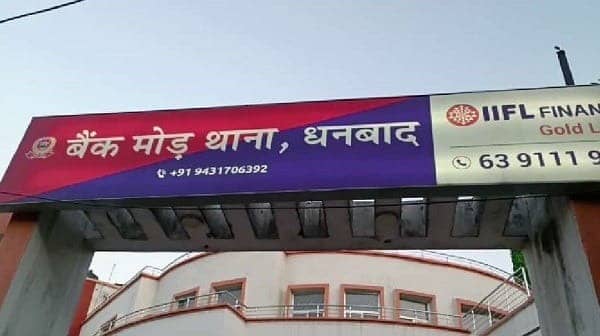 बैंक मोड़ थाना, धनबाद
+91 9431706392
IIFL FINAN
Gold L
63 9111 9